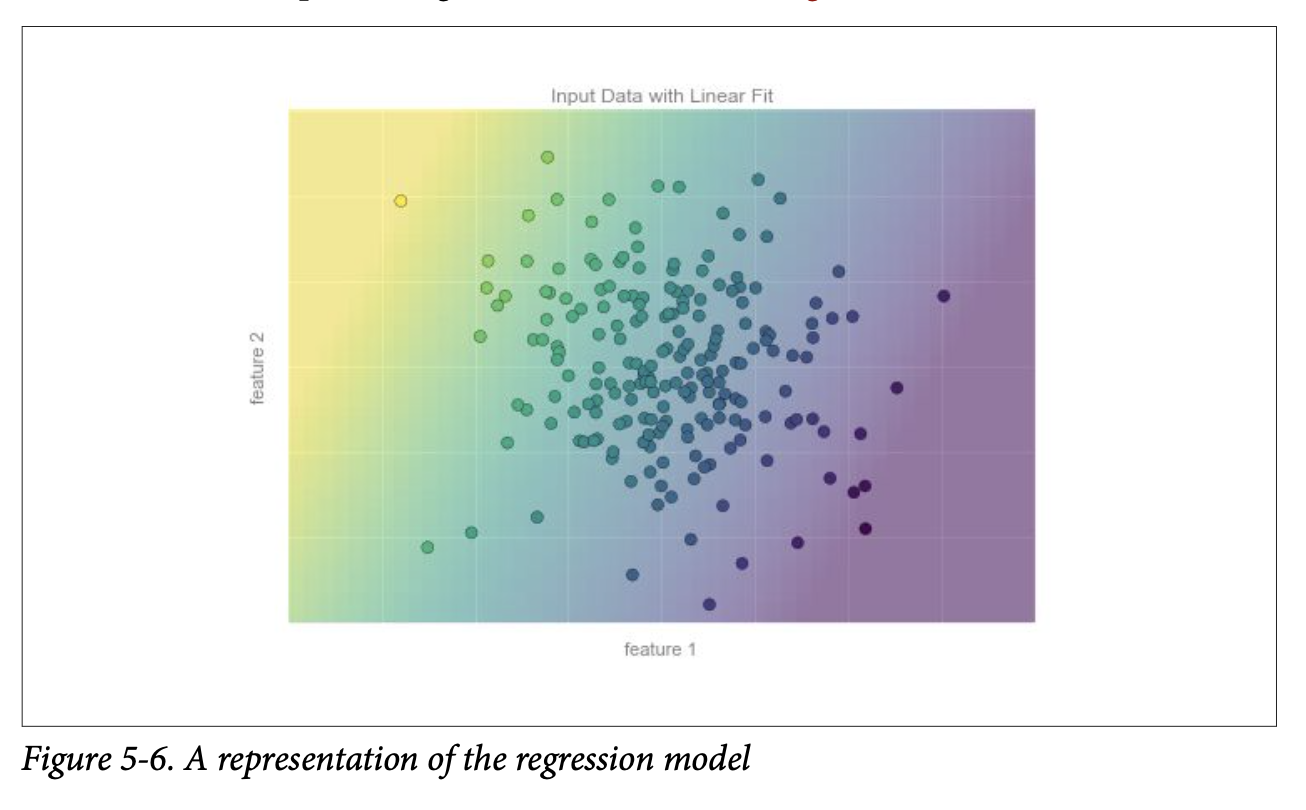 Input Data with Linear Fit
feature 2
feature 1
Figure 5-6. A representation of the regression model